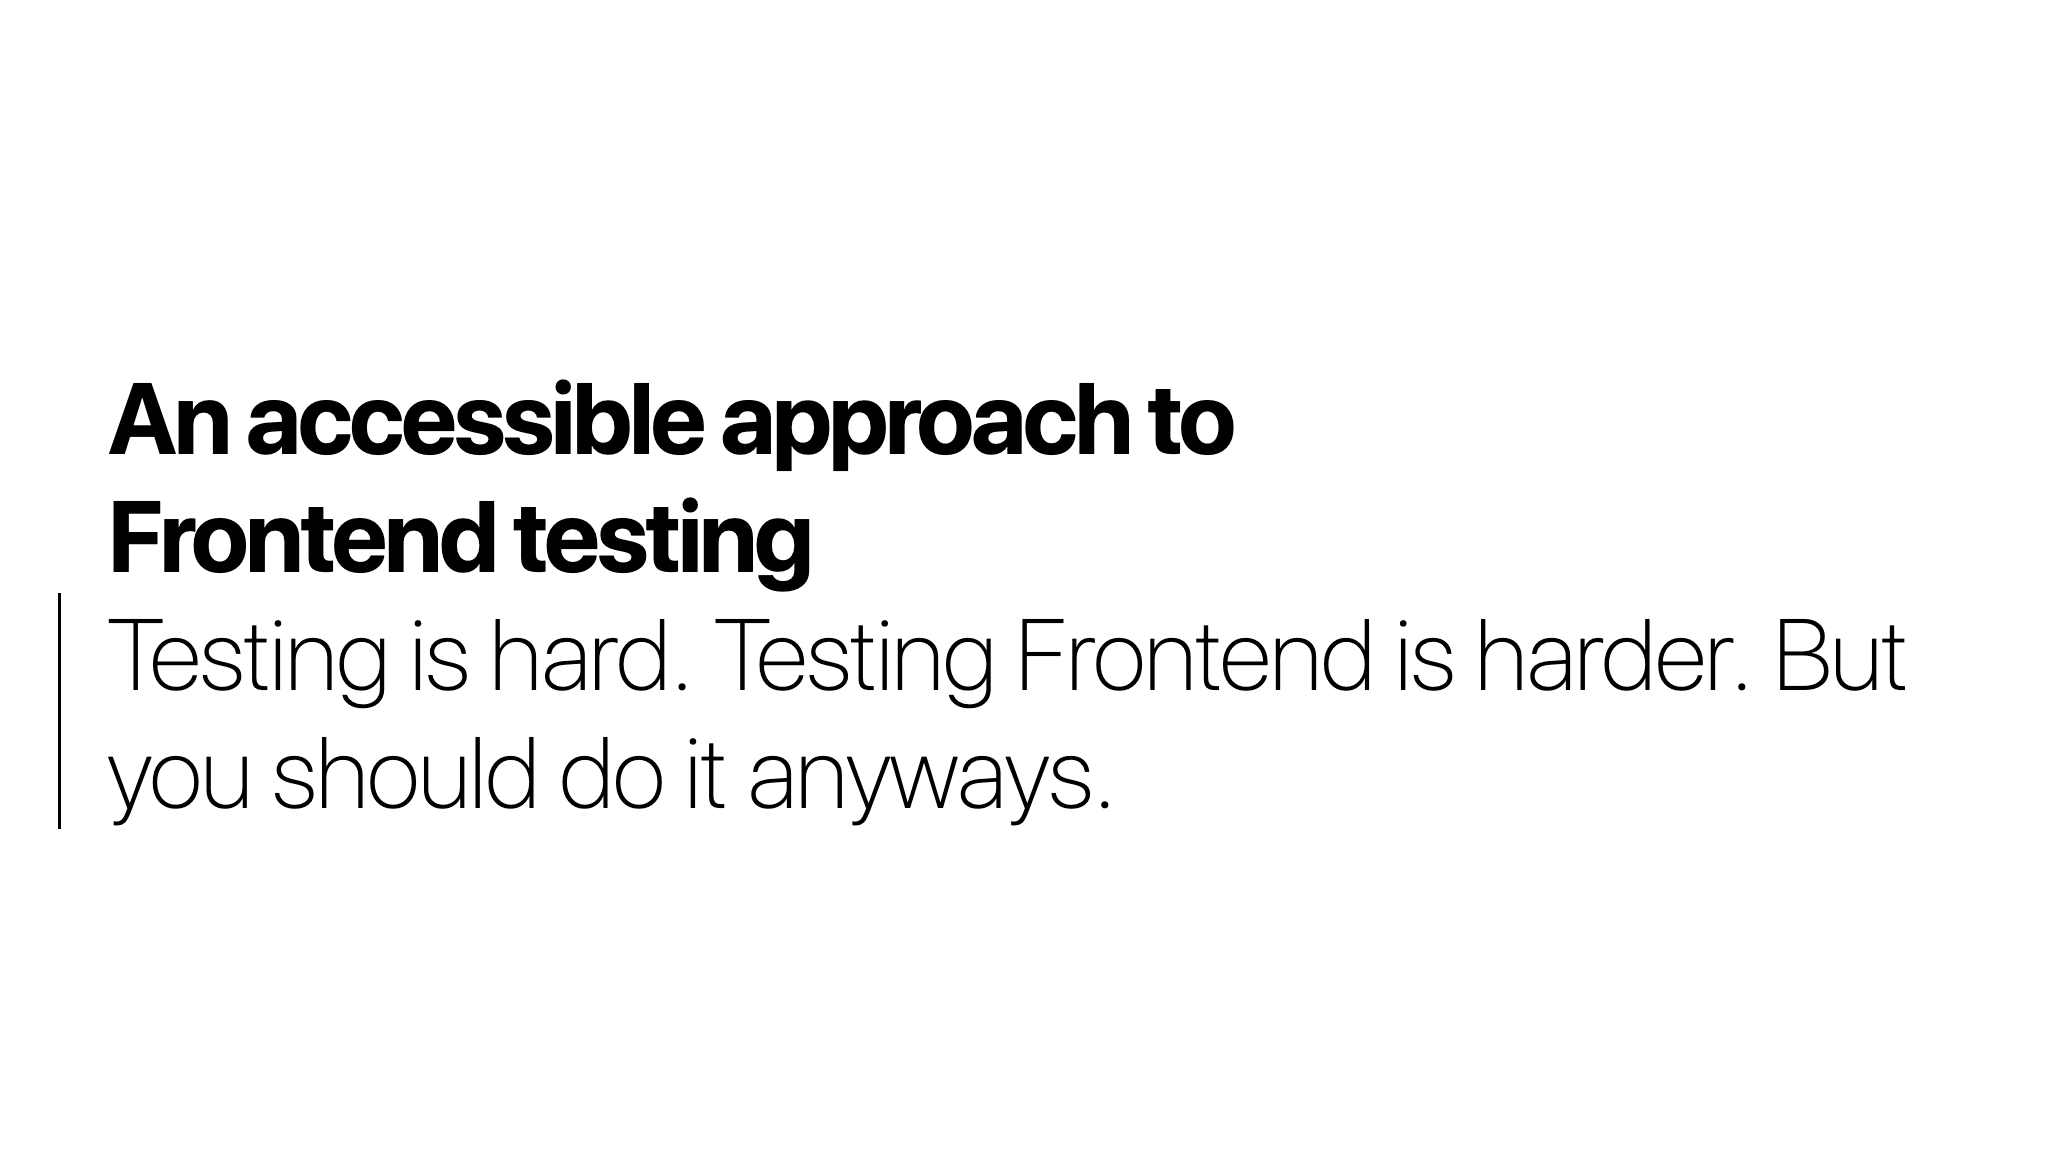 An accessible approach to
Frontend testing
Testing is hard. Testing Frontend is harder. But
you should do it anyways.